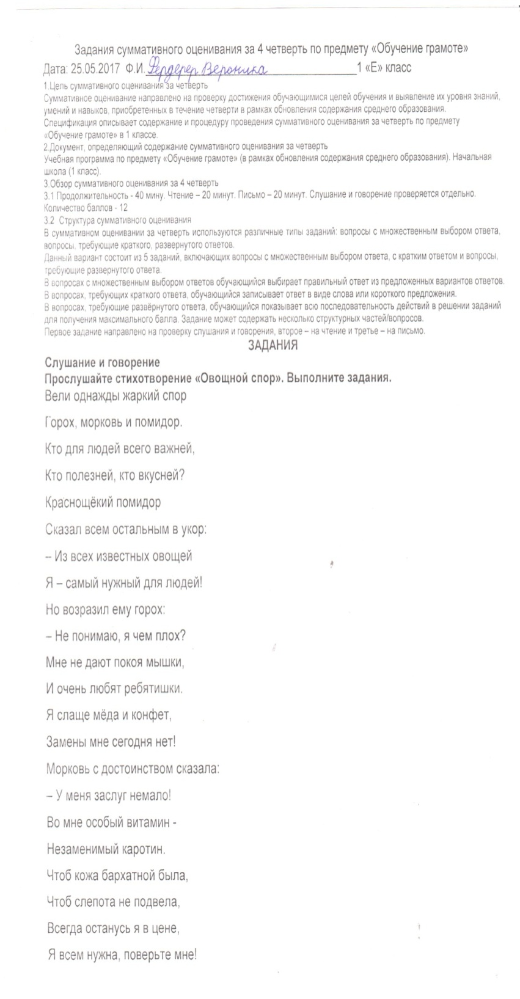 Задания суммативного оценивания за 4 четверть по предмету «Обучение грамоте»
Дата: 25.05.2017 Ф.И. Фердерер Вероника 1 «Е» класс
1.Цель суммативного оценивания за четверть
Суммативное оценивание направлено на проверку достижения обучающимися целей обучения и выявление их уровня знаний,
умений и навыков, приобретенных в течение четверти в рамках обновления содержания среднего образования.
Спецификация описывает содержание и процедуру проведения суммативного оценивания за четверть по предмету
«Обучение грамоте» в 1 классе.
2.Документ, определяющий содержание суммативного оценивания за четверть
Учебная программа по предмету «Обучение грамоте» (в рамках обновления содержания среднего образования). Начальная
школа (1 класс).
3.Обзор суммативного оценивания за 4 четверть
3.1 Продолжительность - 40 мину. Чтение – 20 минут. Письмо – 20 минут. Слушание и говорение проверяется отдельно.
Количество баллов - 12
3.2 Структура суммативного оценивания
В суммативном оценивании за четверть используются различные типы заданий: вопросы с множественным выбором ответа,
вопросы, требующие краткого, развернутого ответов.
Данный вариант состоит из 5 заданий, включающих вопросы с множественным выбором ответа, с кратким ответом и вопросы,
требующие развернутого ответа.
В вопросах с множественным выбором ответов обучающийся выбирает правильный ответ из предложенных вариантов ответов.
В вопросах, требующих краткого ответа, обучающийся записывает ответ в виде слова или короткого предложения.
В вопросах, требующие развёрнутого ответа, обучающийся показывает всю последовательность действий в решении заданий
для получения максимального балла. Задание может содержать несколько структурных частей/вопросов.
Первое задание направлено на проверку слушания и говорения, второе – на чтение и третье – на письмо.
ЗАДАНИЯ
Слушание и говорение
Прослушайте стихотворение «Овощной спор». Выполните задания.
Вели однажды жаркий спор
Горох, морковь и помидор.
Кто для людей всего важней,
Кто полезней, кто вкусней?
Краснощёкий помидор
Сказал всем остальным в укор:
– Из всех известных овощей
Я – самый нужный для людей!
Но возразил ему горох:
– Не понимаю, я чем плох?
Мне не дают покоя мышки,
И очень любят ребятишки.
Я слаще мёда и конфет,
Замены мне сегодня нет!
Морковь с достоинством сказала:
– У меня заслуг немало!
Во мне особый витамин -
Незаменимый каротин.
Чтоб кожа бархатной была,
Чтоб слепота не подвела,
Всегда останусь я в цене,
Я всем нужна, поверьте мне!